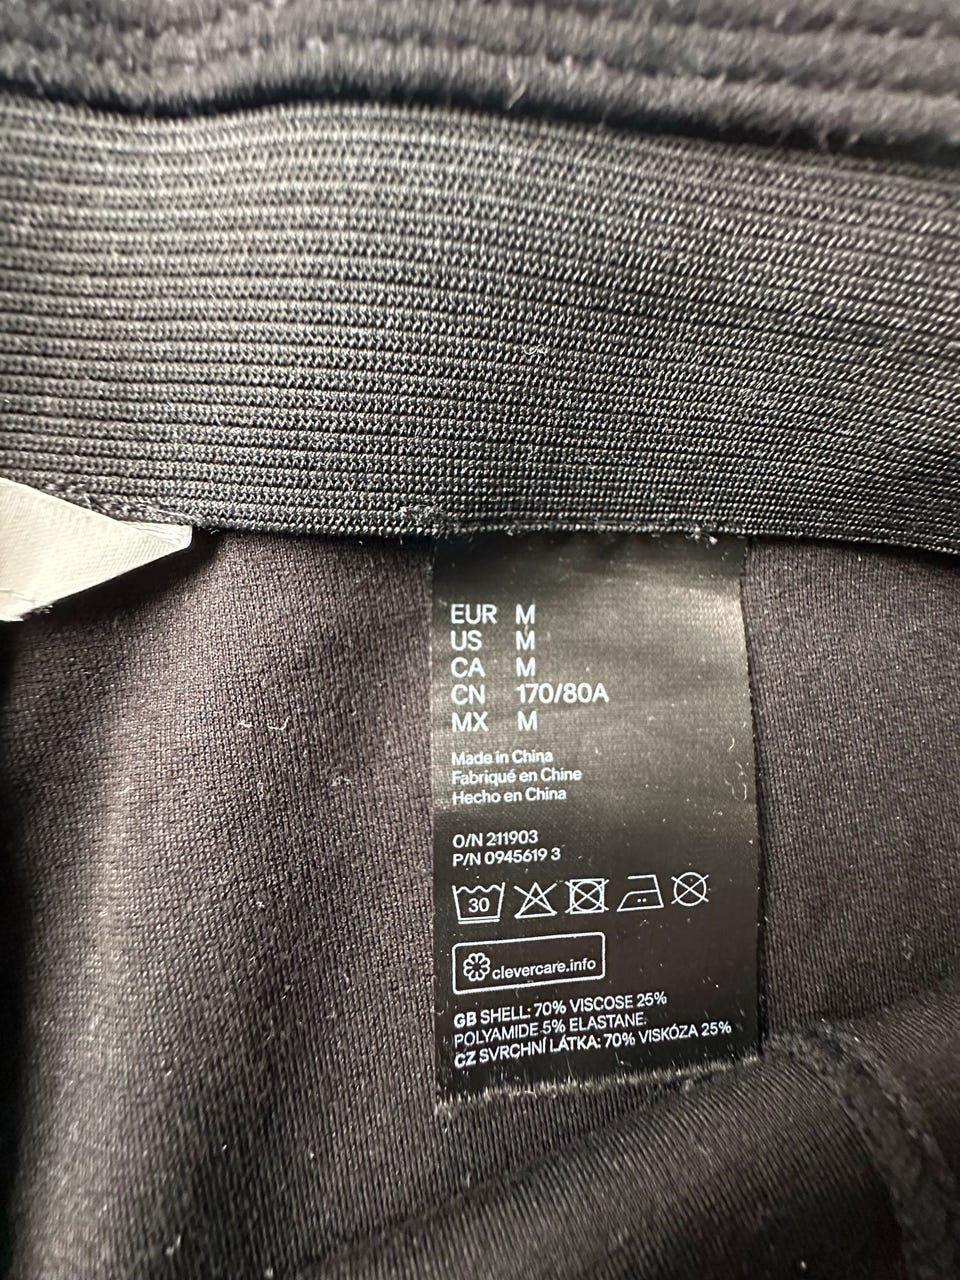 EUR M
US M
CA M
CN 170/80A
MX M
Made in China
Fabriqué en Chine
Hecho en China
O/N 211903
P/N 0945619 3
30
clevercare.info
GB SHELL: 70% VISCOSE 25%
POLYAMIDE 5% ELASTANE.
CZ SVRCHNÍ LÁTKA: 70% VISKÓZA 25%